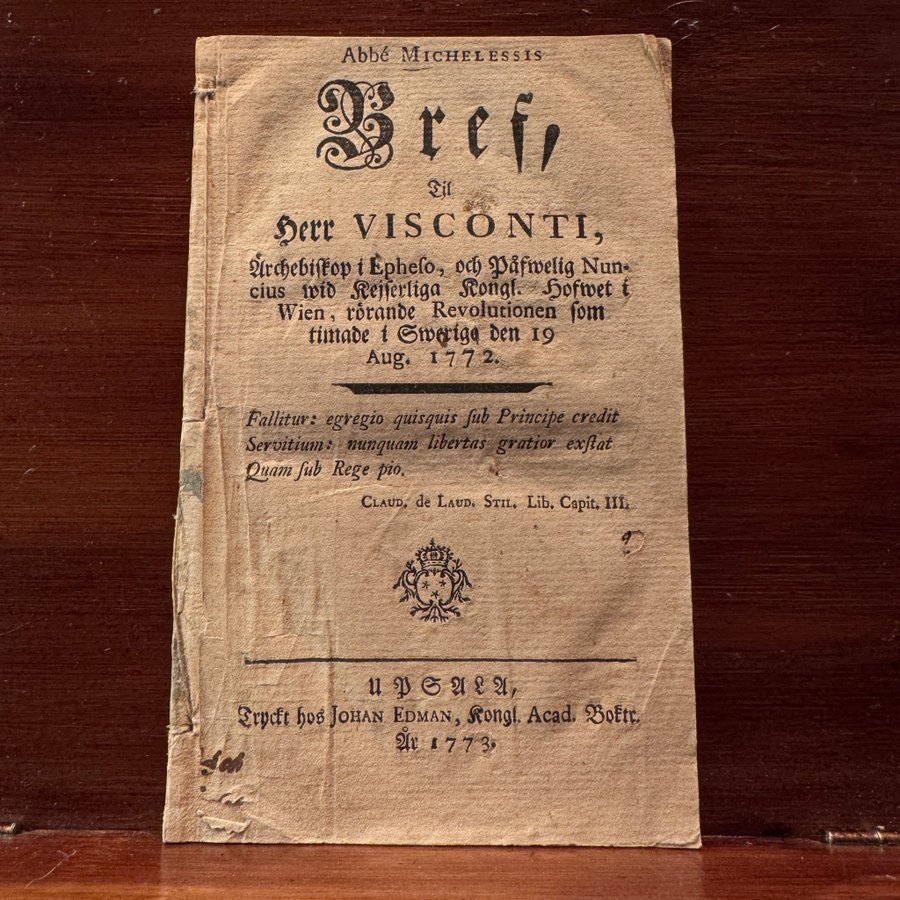 Abbé MICHELESSIS
Bref,
Til
Herr VISCONTI,
Ärchebiſkop i Epheſo, och Påfwelig Nun-
cius wid Kejſerliga Kongl. Hofwet i
Wien, rörande Revolutionen ſom
timade i Swerige den 19
Aug. 1772.
Fallitur: egregio quisquis ſub Principe credit
Servitium: nunquam libertas gratior exſtat
Quam ſub Rege pio.
CLAUD. de LAUD. STIL. Lib. Capit. III.
UPSALA,
Tryckt hos JOHAN EDMAN, Kongl. Acad. Boktr.
År 1773.